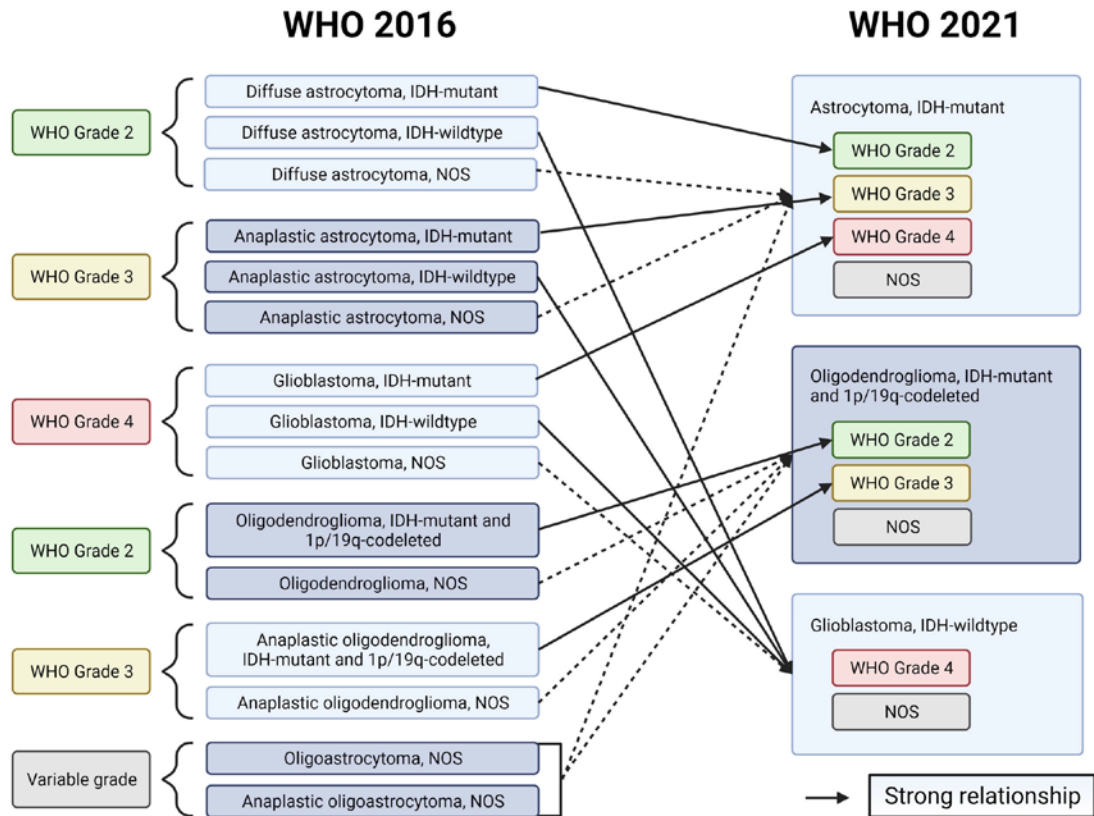 WHO 2016
WHO 2021
WHO Grade 2
Diffuse astrocytoma, IDH-mutant
Diffuse astrocytoma, IDH-wildtype
Diffuse astrocytoma, NOS
WHO Grade 3
Anaplastic astrocytoma, IDH-mutant
Anaplastic astrocytoma, IDH-wildtype
Anaplastic astrocytoma, NOS
WHO Grade 4
Glioblastoma, IDH-mutant
Glioblastoma, IDH-wildtype
Glioblastoma, NOS
WHO Grade 2
Oligodendroglioma, IDH-mutant and
1p/19q-codeleted
Oligodendroglioma, NOS
WHO Grade 3
Anaplastic oligodendroglioma,
IDH-mutant and 1p/19q-codeleted
Anaplastic oligodendroglioma, NOS
Variable grade
Oligoastrocytoma, NOS
Anaplastic oligoastrocytoma, NOS
Astrocytoma, IDH-mutant
WHO Grade 2
WHO Grade 3
WHO Grade 4
NOS
Oligodendroglioma, IDH-mutant
and 1p/19q-codeleted
WHO Grade 2
WHO Grade 3
NOS
Glioblastoma, IDH-wildtype
WHO Grade 4
NOS
Strong relationship